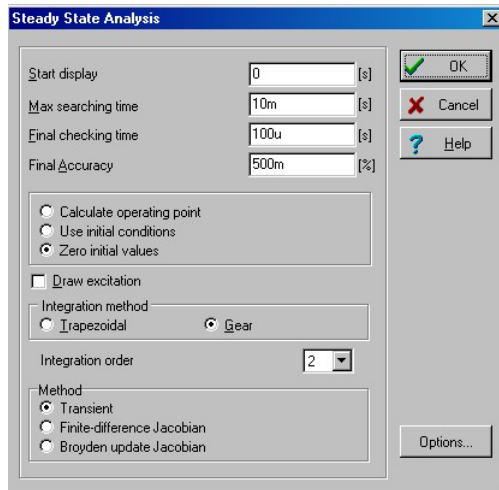 Steady State Analysis
Start display 0 [s]
Max searching time 10m [s]
Final checking time 100u [s]
Final Accuracy 500m [%]
Calculate operating point
Use initial conditions
Zero initial values
Draw excitation
Integration method
Trapezoidal Gear
Integration order 2
Method
Transient
Finite-difference Jacobian
Broyden update Jacobian
OK
Cancel
? Help
Options...